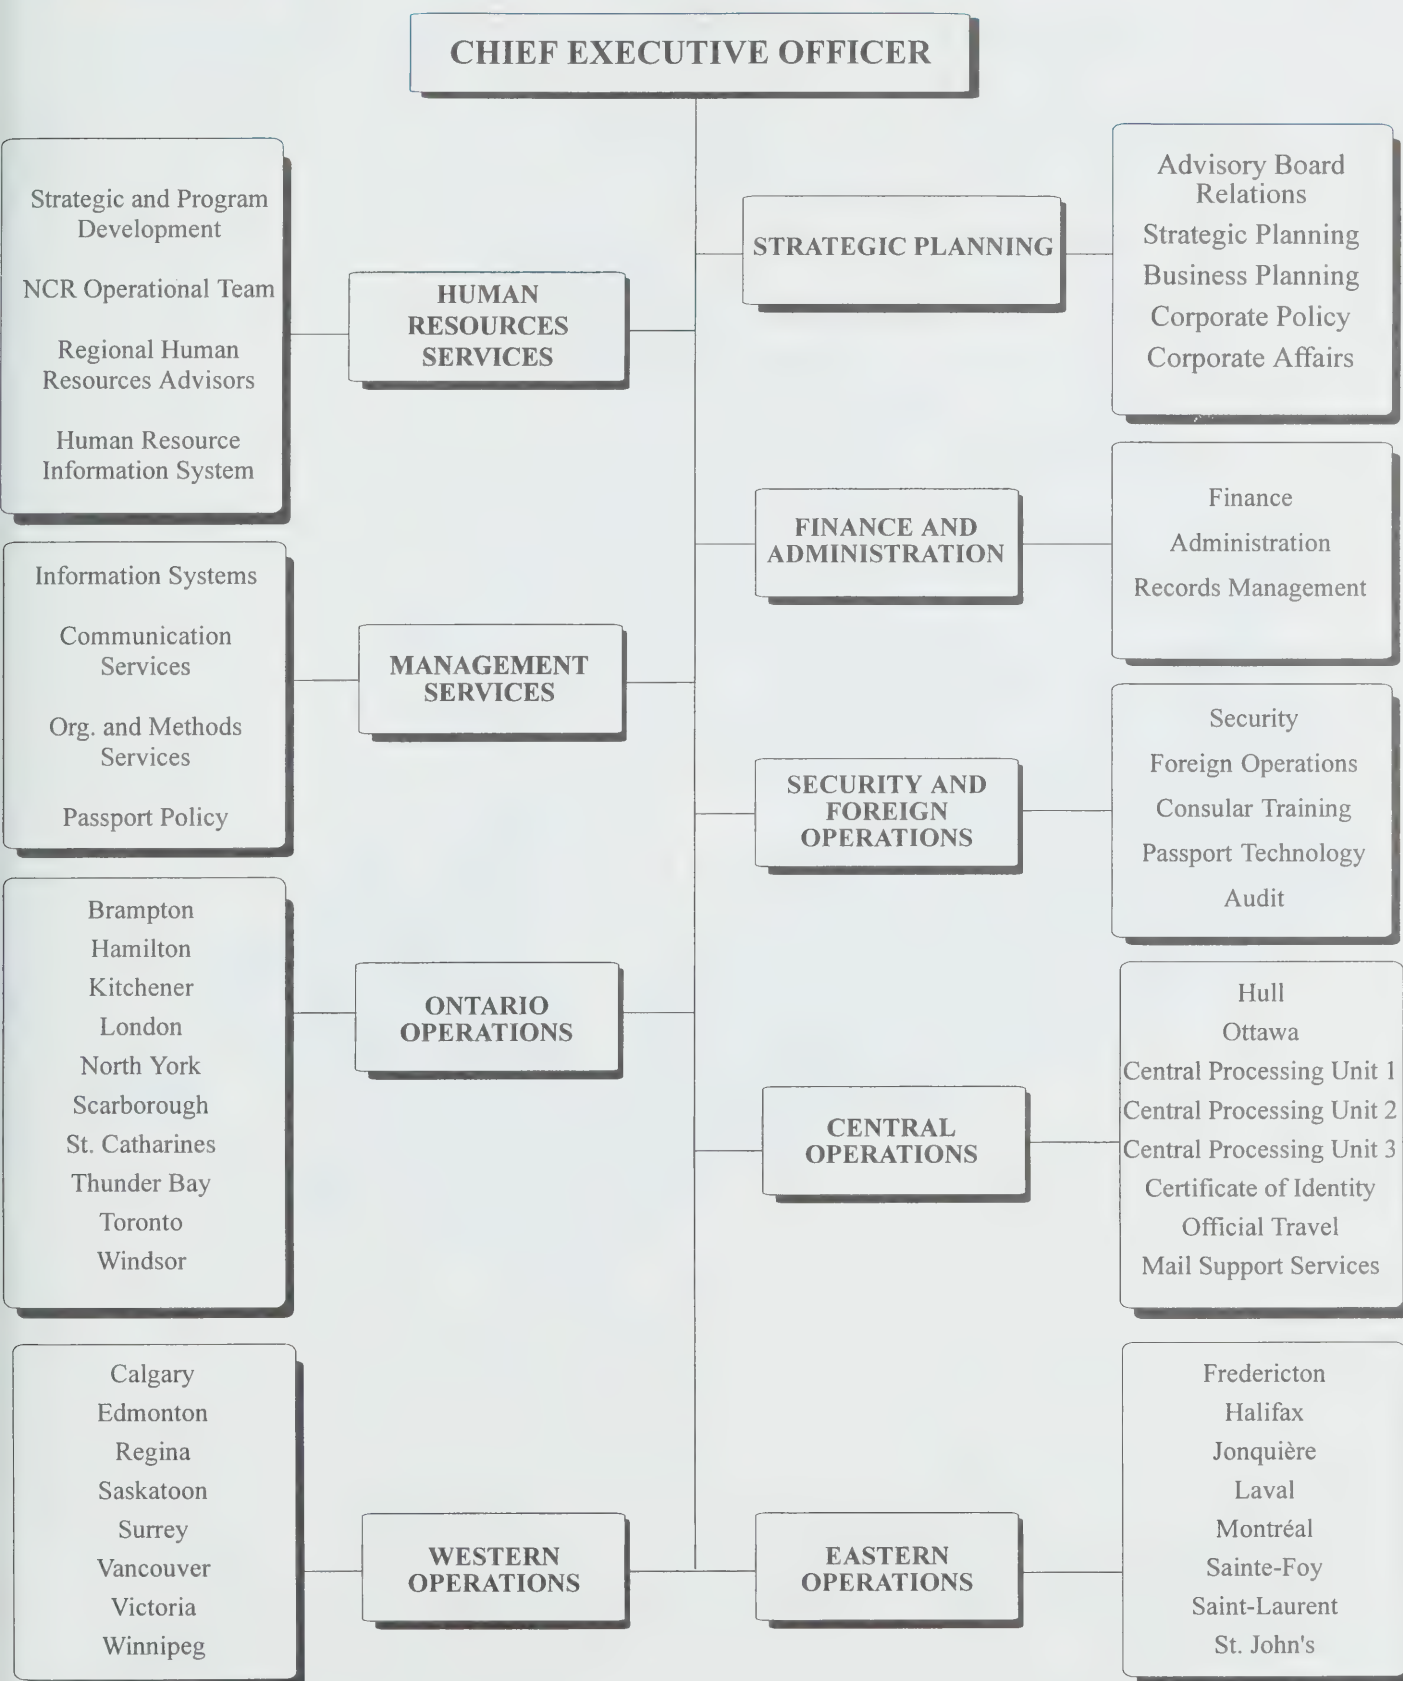 CHIEF EXECUTIVE OFFICER
Strategic and Program
Development
NCR Operational Team
Regional Human
Resources Advisors
Human Resource
Information System
HUMAN
RESOURCES
SERVICES
STRATEGIC PLANNING
Advisory Board
Relations
Strategic Planning
Business Planning
Corporate Policy
Corporate Affairs
FINANCE AND
ADMINISTRATION
Finance
Administration
Records Management
Information Systems
Communication
Services
Org. and Methods
Services
Passport Policy
MANAGEMENT
SERVICES
SECURITY AND
FOREIGN
OPERATIONS
Security
Foreign Operations
Consular Training
Passport Technology
Audit
Brampton
Hamilton
Kitchener
London
North York
Scarborough
St. Catharines
Thunder Bay
Toronto
Windsor
ONTARIO
OPERATIONS
CENTRAL
OPERATIONS
Hull
Ottawa
Central Processing Unit 1
Central Processing Unit 2
Central Processing Unit 3
Certificate of Identity
Official Travel
Mail Support Services
Calgary
Edmonton
Regina
Saskatoon
Surrey
Vancouver
Victoria
Winnipeg
WESTERN
OPERATIONS
EASTERN
OPERATIONS
Fredericton
Halifax
Jonquière
Laval
Montréal
Sainte-Foy
Saint-Laurent
St. John's